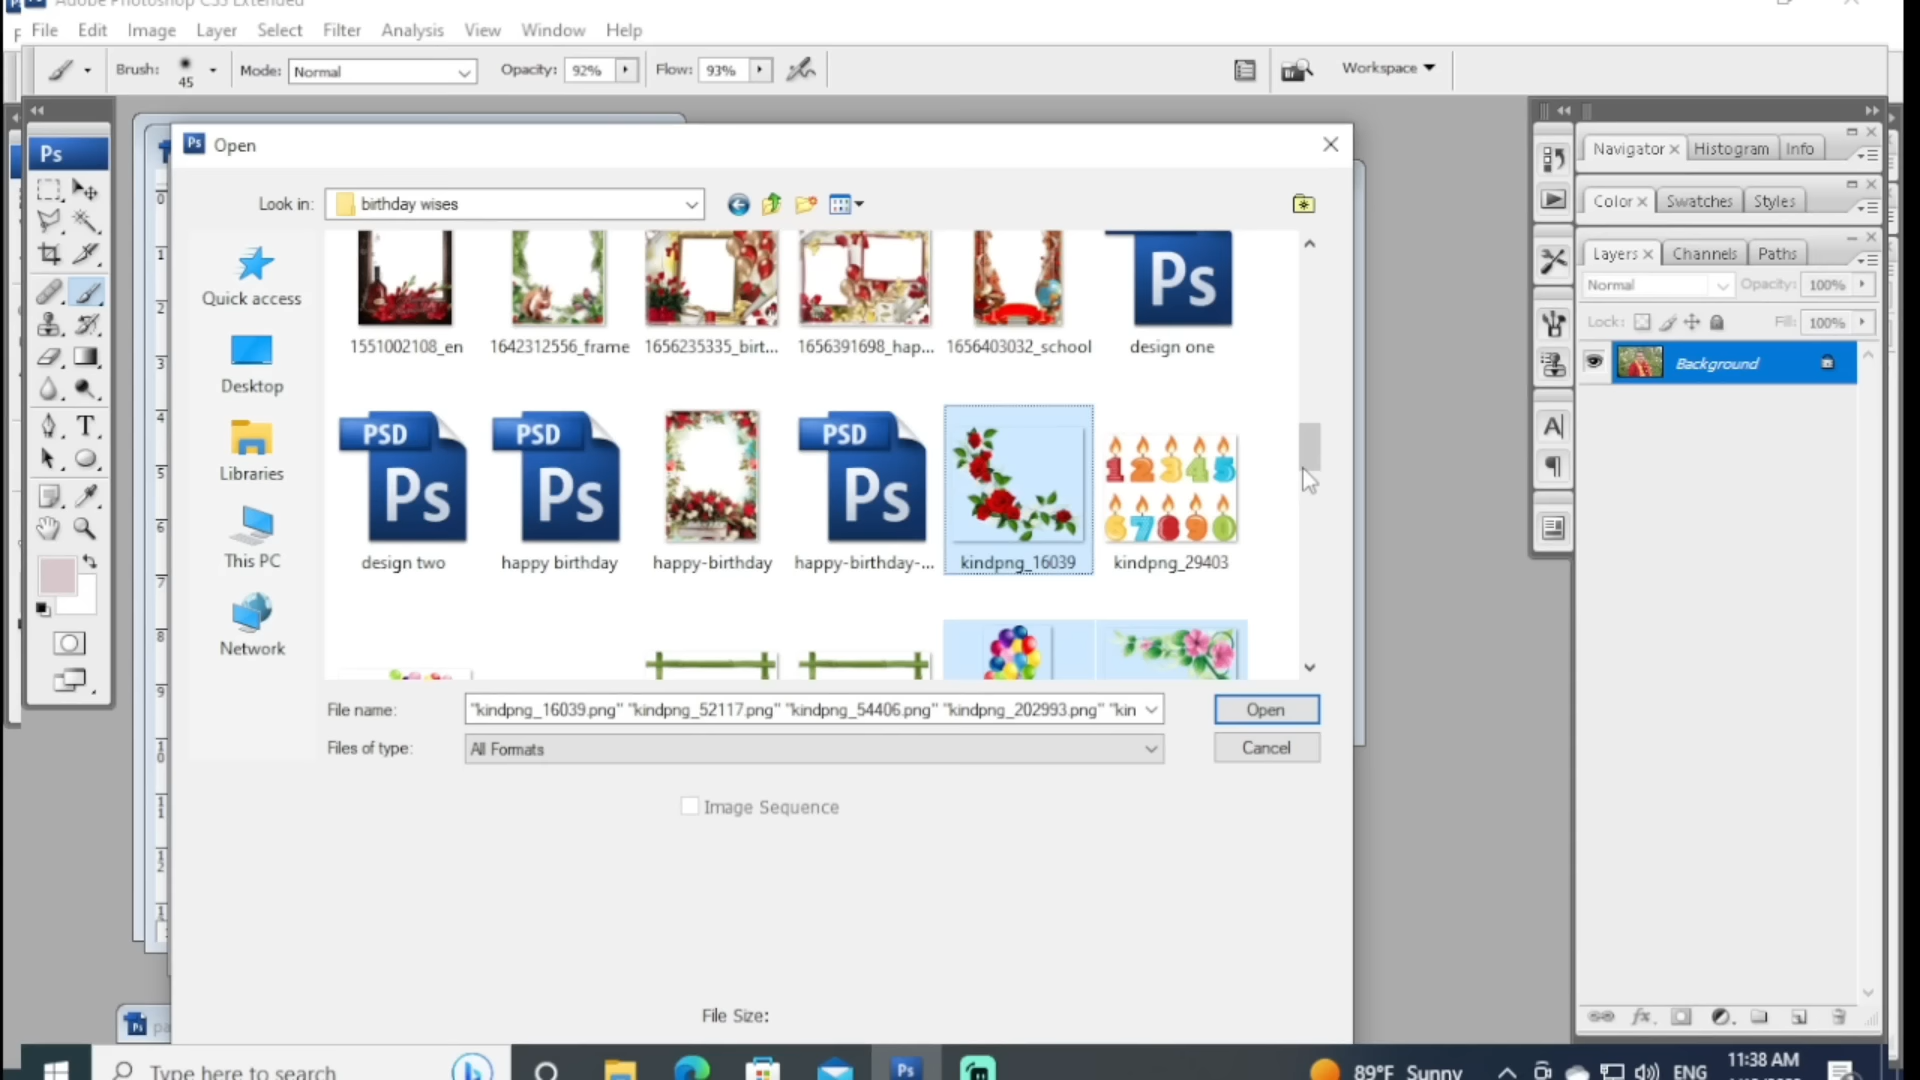 Adobe Photoshop CS3 Extended
File Edit Image Layer Select Filter Analysis View Window Help
Brush: 45 Mode: Normal Opacity: 92% Flow: 93% Workspace
Ps
Open
Look in: birthday wises
Navigator Histogram Info
Color Swatches Styles
Layers Channels Paths
Normal Opacity: 100%
Lock: Fill: 100%
Background
Quick access
Desktop
Libraries
This PC
Network
1551002108_en 1642312556_frame 1656235335_birt... 1656391698_hap... 1656403032_school design one
design two happy birthday happy-birthday happy-birthday-... kindpng_16039 kindpng_29403
File name: "kindpng_16039.png" "kindpng_52117.png" "kindpng_54406.png" "kindpng_202993.png" "kin
Open
Files of type: All Formats
Cancel
Image Sequence
File Size:
Type here to search
89°F Sunny ENG 11:38 AM